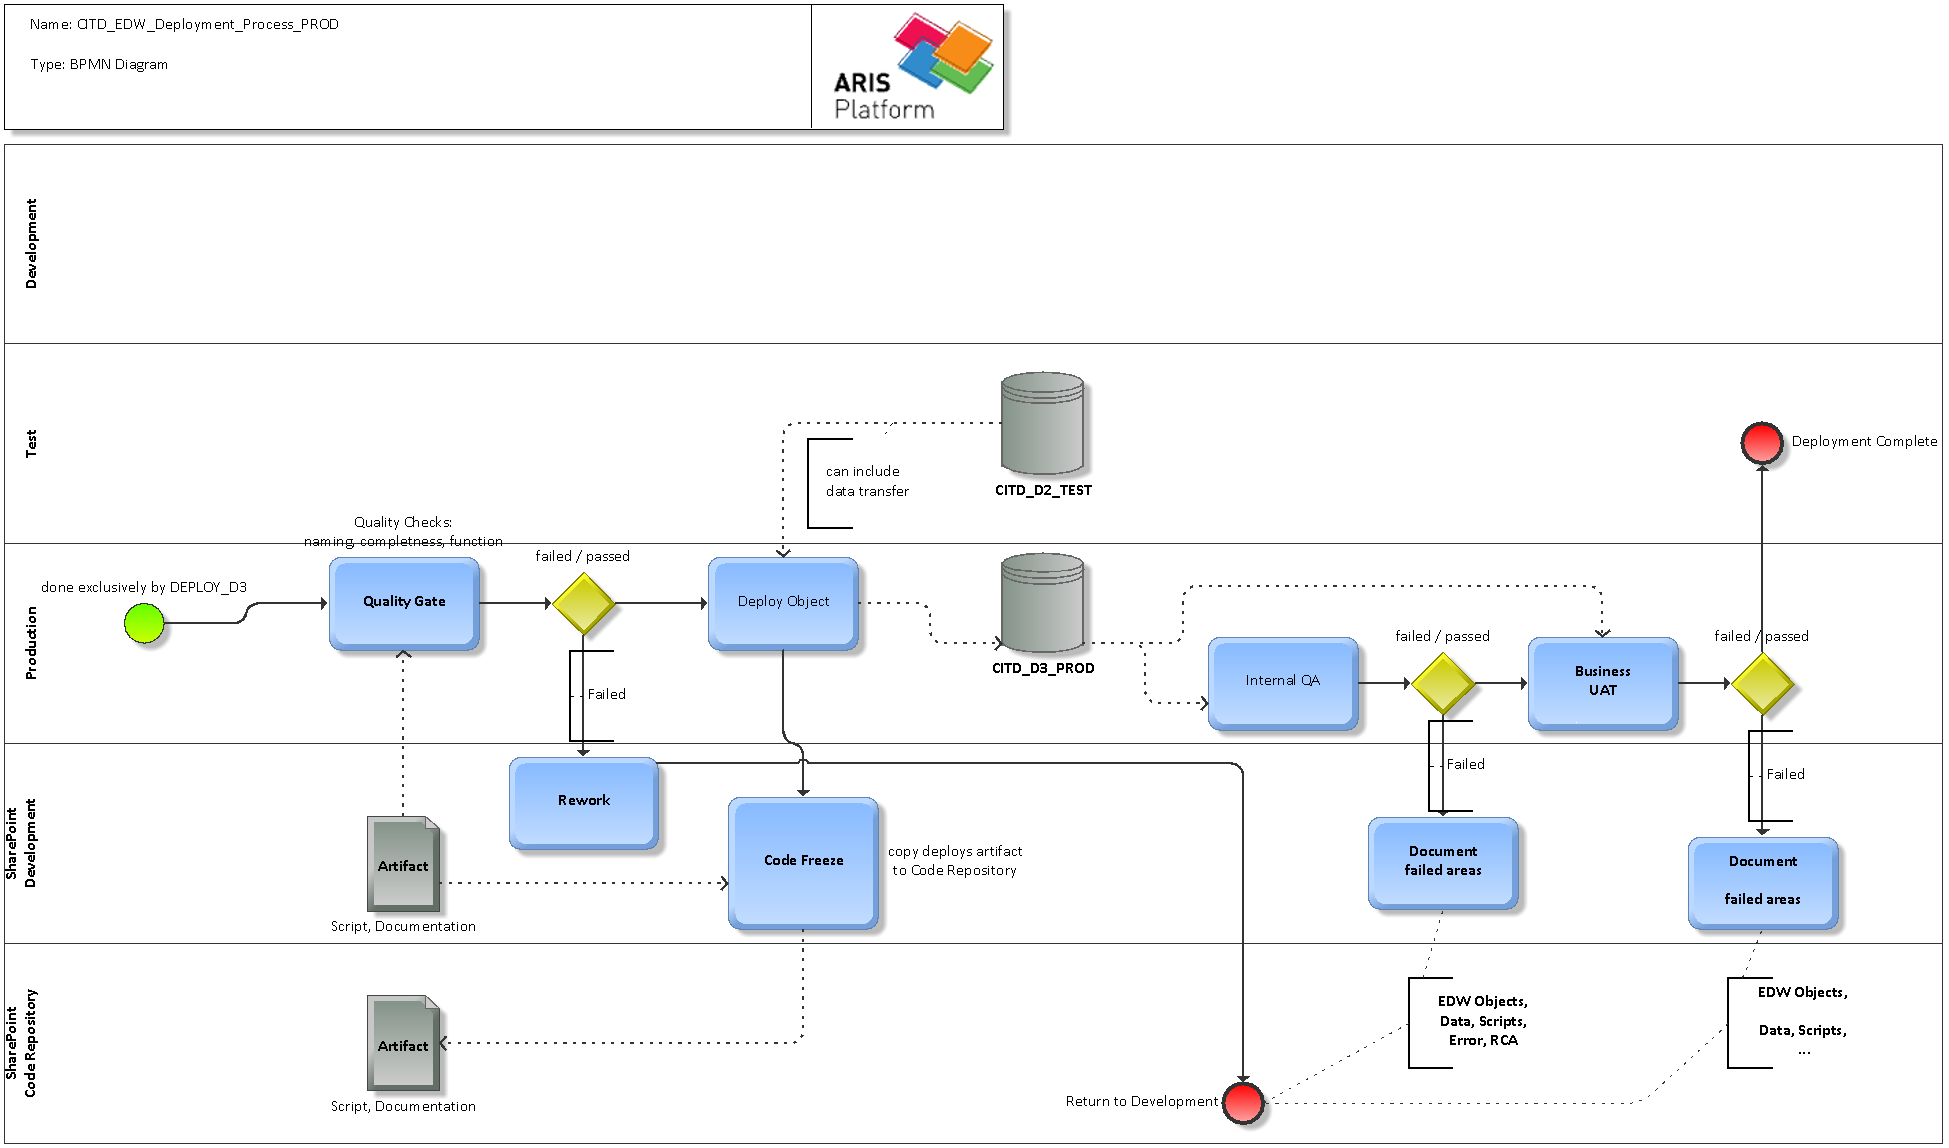 Name: CITD_EDW_Deployment_Process_PROD
Type: BPMN Diagram
ARIS
Platform
Development
Test
CITD_D2_TEST
can include
data transfer
Deployment Complete
Production
done exclusively by DEPLOY_D3
Quality Checks:
naming, completness, function
Quality Gate
failed / passed
Failed
Deploy Object
CITD_D3_PROD
Internal QA
failed / passed
Failed
Business
UAT
failed / passed
Failed
SharePoint
Development
Artifact
Script, Documentation
Rework
Code Freeze
copy deploys artifact
to Code Repository
Document
failed areas
Document
failed areas
SharePoint
Code Repository
Artifact
Script, Documentation
Return to Development
EDW Objects,
Data, Scripts,
Error, RCA
EDW Objects,
Data, Scripts,
...